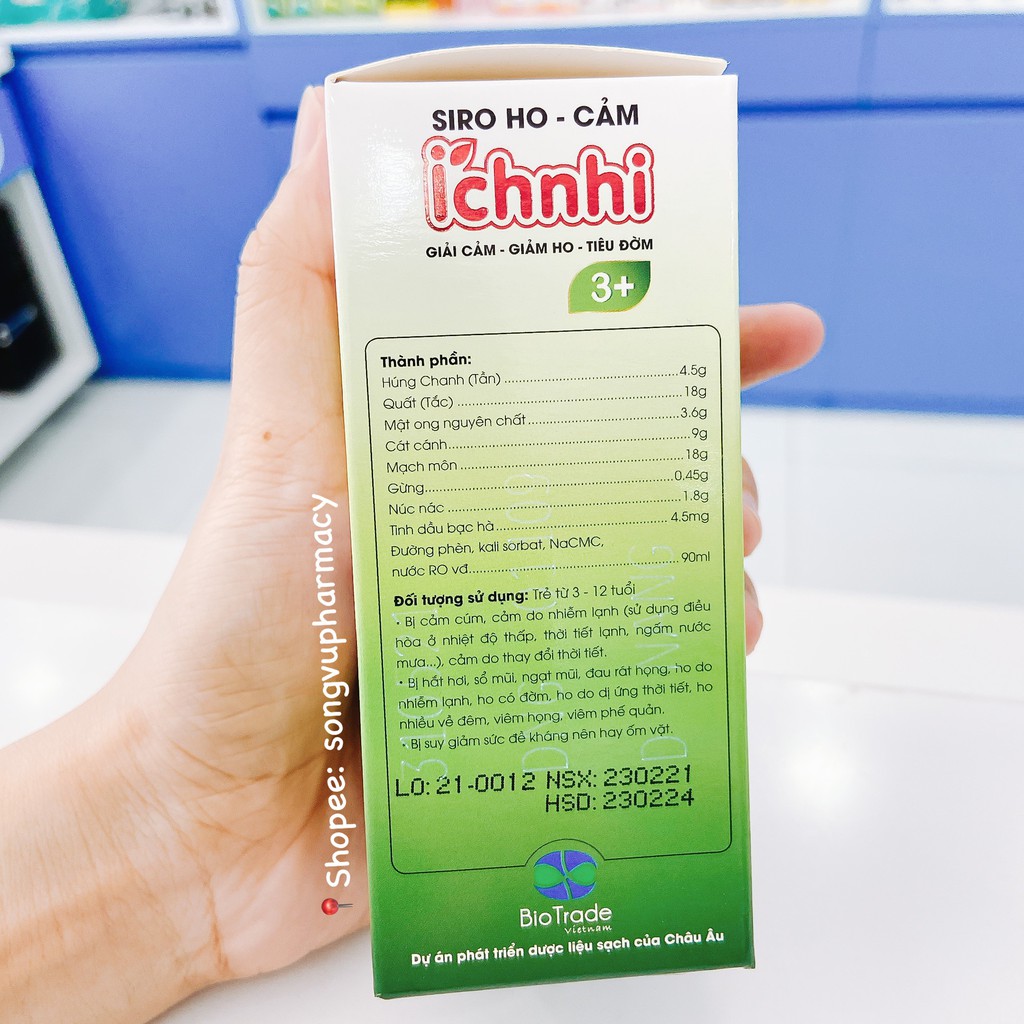 SIRO HO - CẢM
ichnhi
GIẢI CẢM - GIẢM HO - TIÊU ĐỜM
3+
Thành phần:
Húng Chanh (Tần) 4.5g
Quất (Tắc) 18g
Mật ong nguyên chất 3.6g
Cát cánh 9g
Mạch môn 18g
Gừng 0.45g
Núc nác 1.8g
Tinh dầu bạc hà 4.5mg
Đường phèn, kali sorbat, NaCMC,
nước RO vđ 90ml
Đối tượng sử dụng: Trẻ từ 3 - 12 tuổi
• Bị cảm cúm, cảm do nhiễm lạnh (sử dụng điều
hòa ở nhiệt độ thấp, thời tiết lạnh, ngấm nước
mưa...), cảm do thay đổi thời tiết.
• Bị hắt hơi, sổ mũi, ngạt mũi, đau rát họng, ho do
nhiễm lạnh, ho có đờm, ho do dị ứng thời tiết, ho
nhiều về đêm, viêm họng, viêm phế quản.
• Bị suy giảm sức đề kháng nên hay ốm vặt.
LO: 21-0012 NSX: 230221
HSD: 230224
BioTrade
Vietnam
Dự án phát triển dược liệu sạch của Châu Âu
Shopee: songvupharmacy